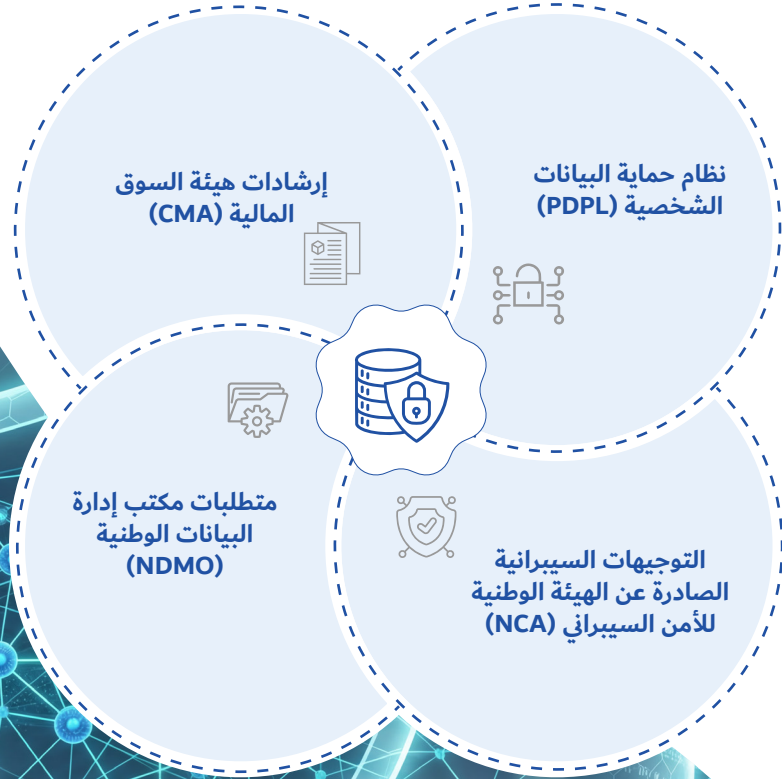 نظام حماية البيانات
الشخصية (PDPL)
إرشادات هيئة السوق
المالية (CMA)
التوجيهات السيبرانية
الصادرة عن الهيئة الوطنية
للأمن السيبراني (NCA)
متطلبات مكتب إدارة
البيانات الوطنية
(NDMO)